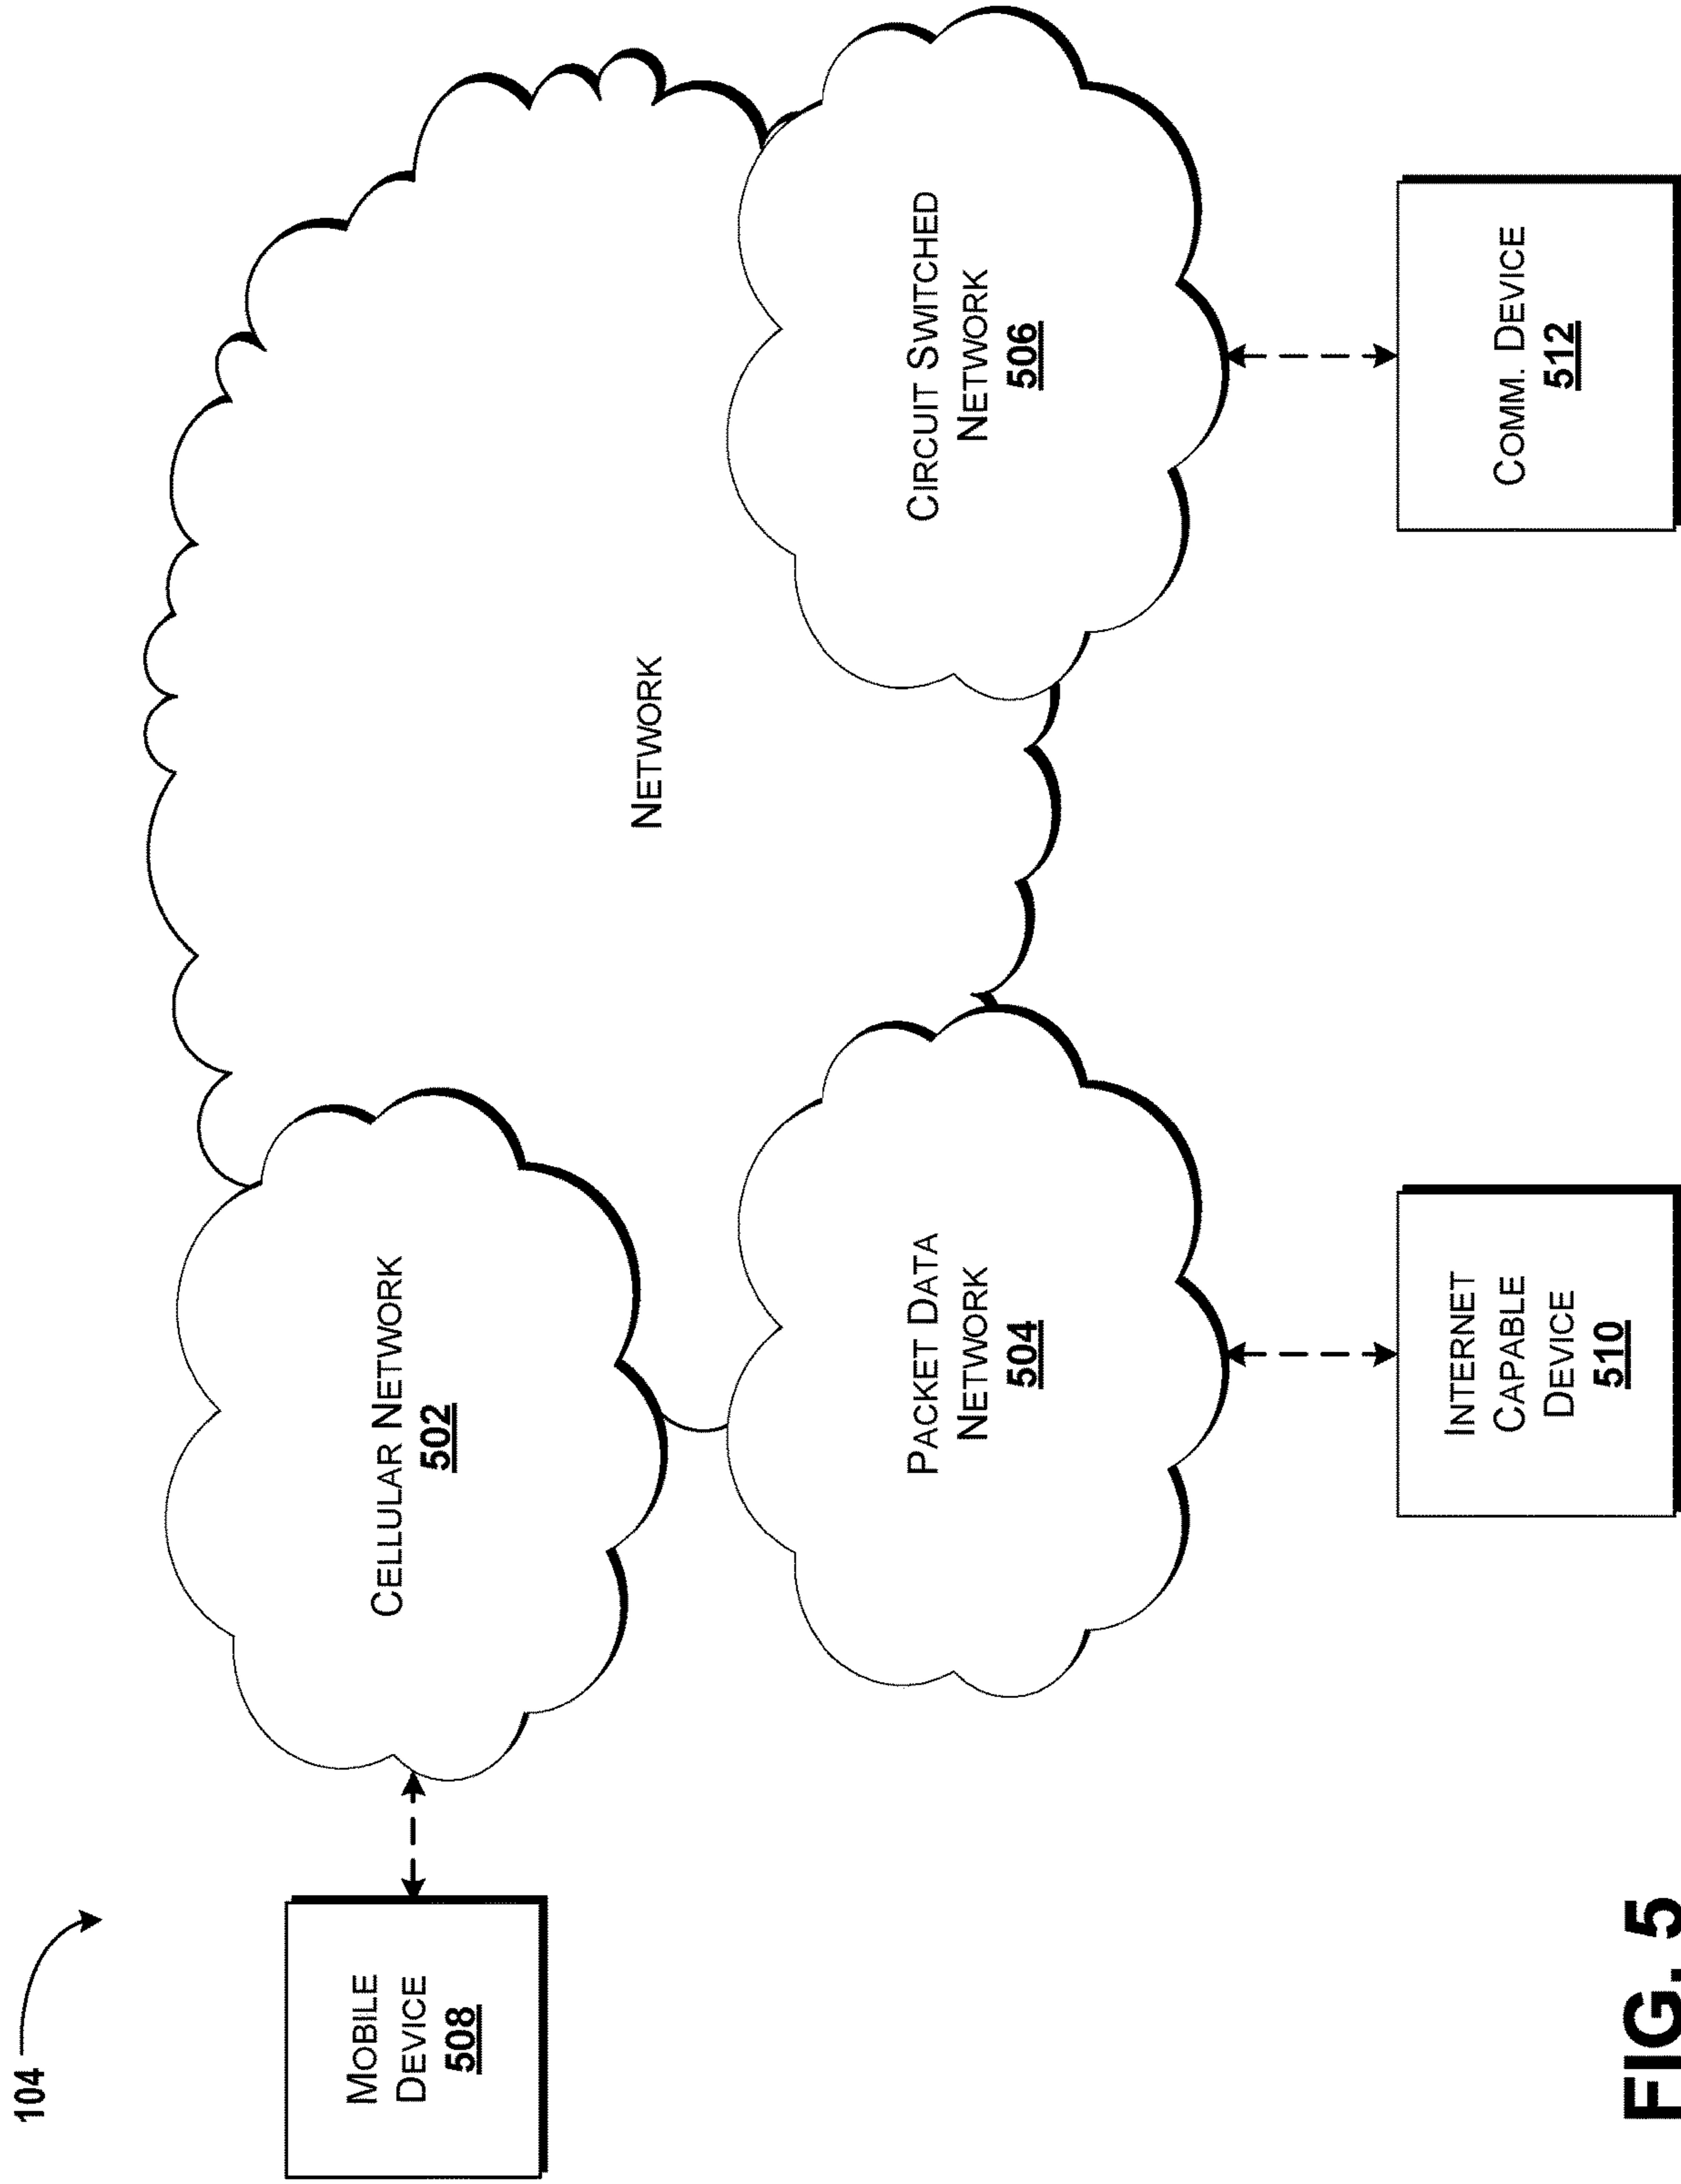 104
MOBILE
DEVICE
508
CELLULAR NETWORK
502
NETWORK
PACKET DATA
NETWORK
504
CIRCUIT SWITCHED
NETWORK
506
INTERNET
CAPABLE
DEVICE
510
COMM. DEVICE
512
FIG. 5